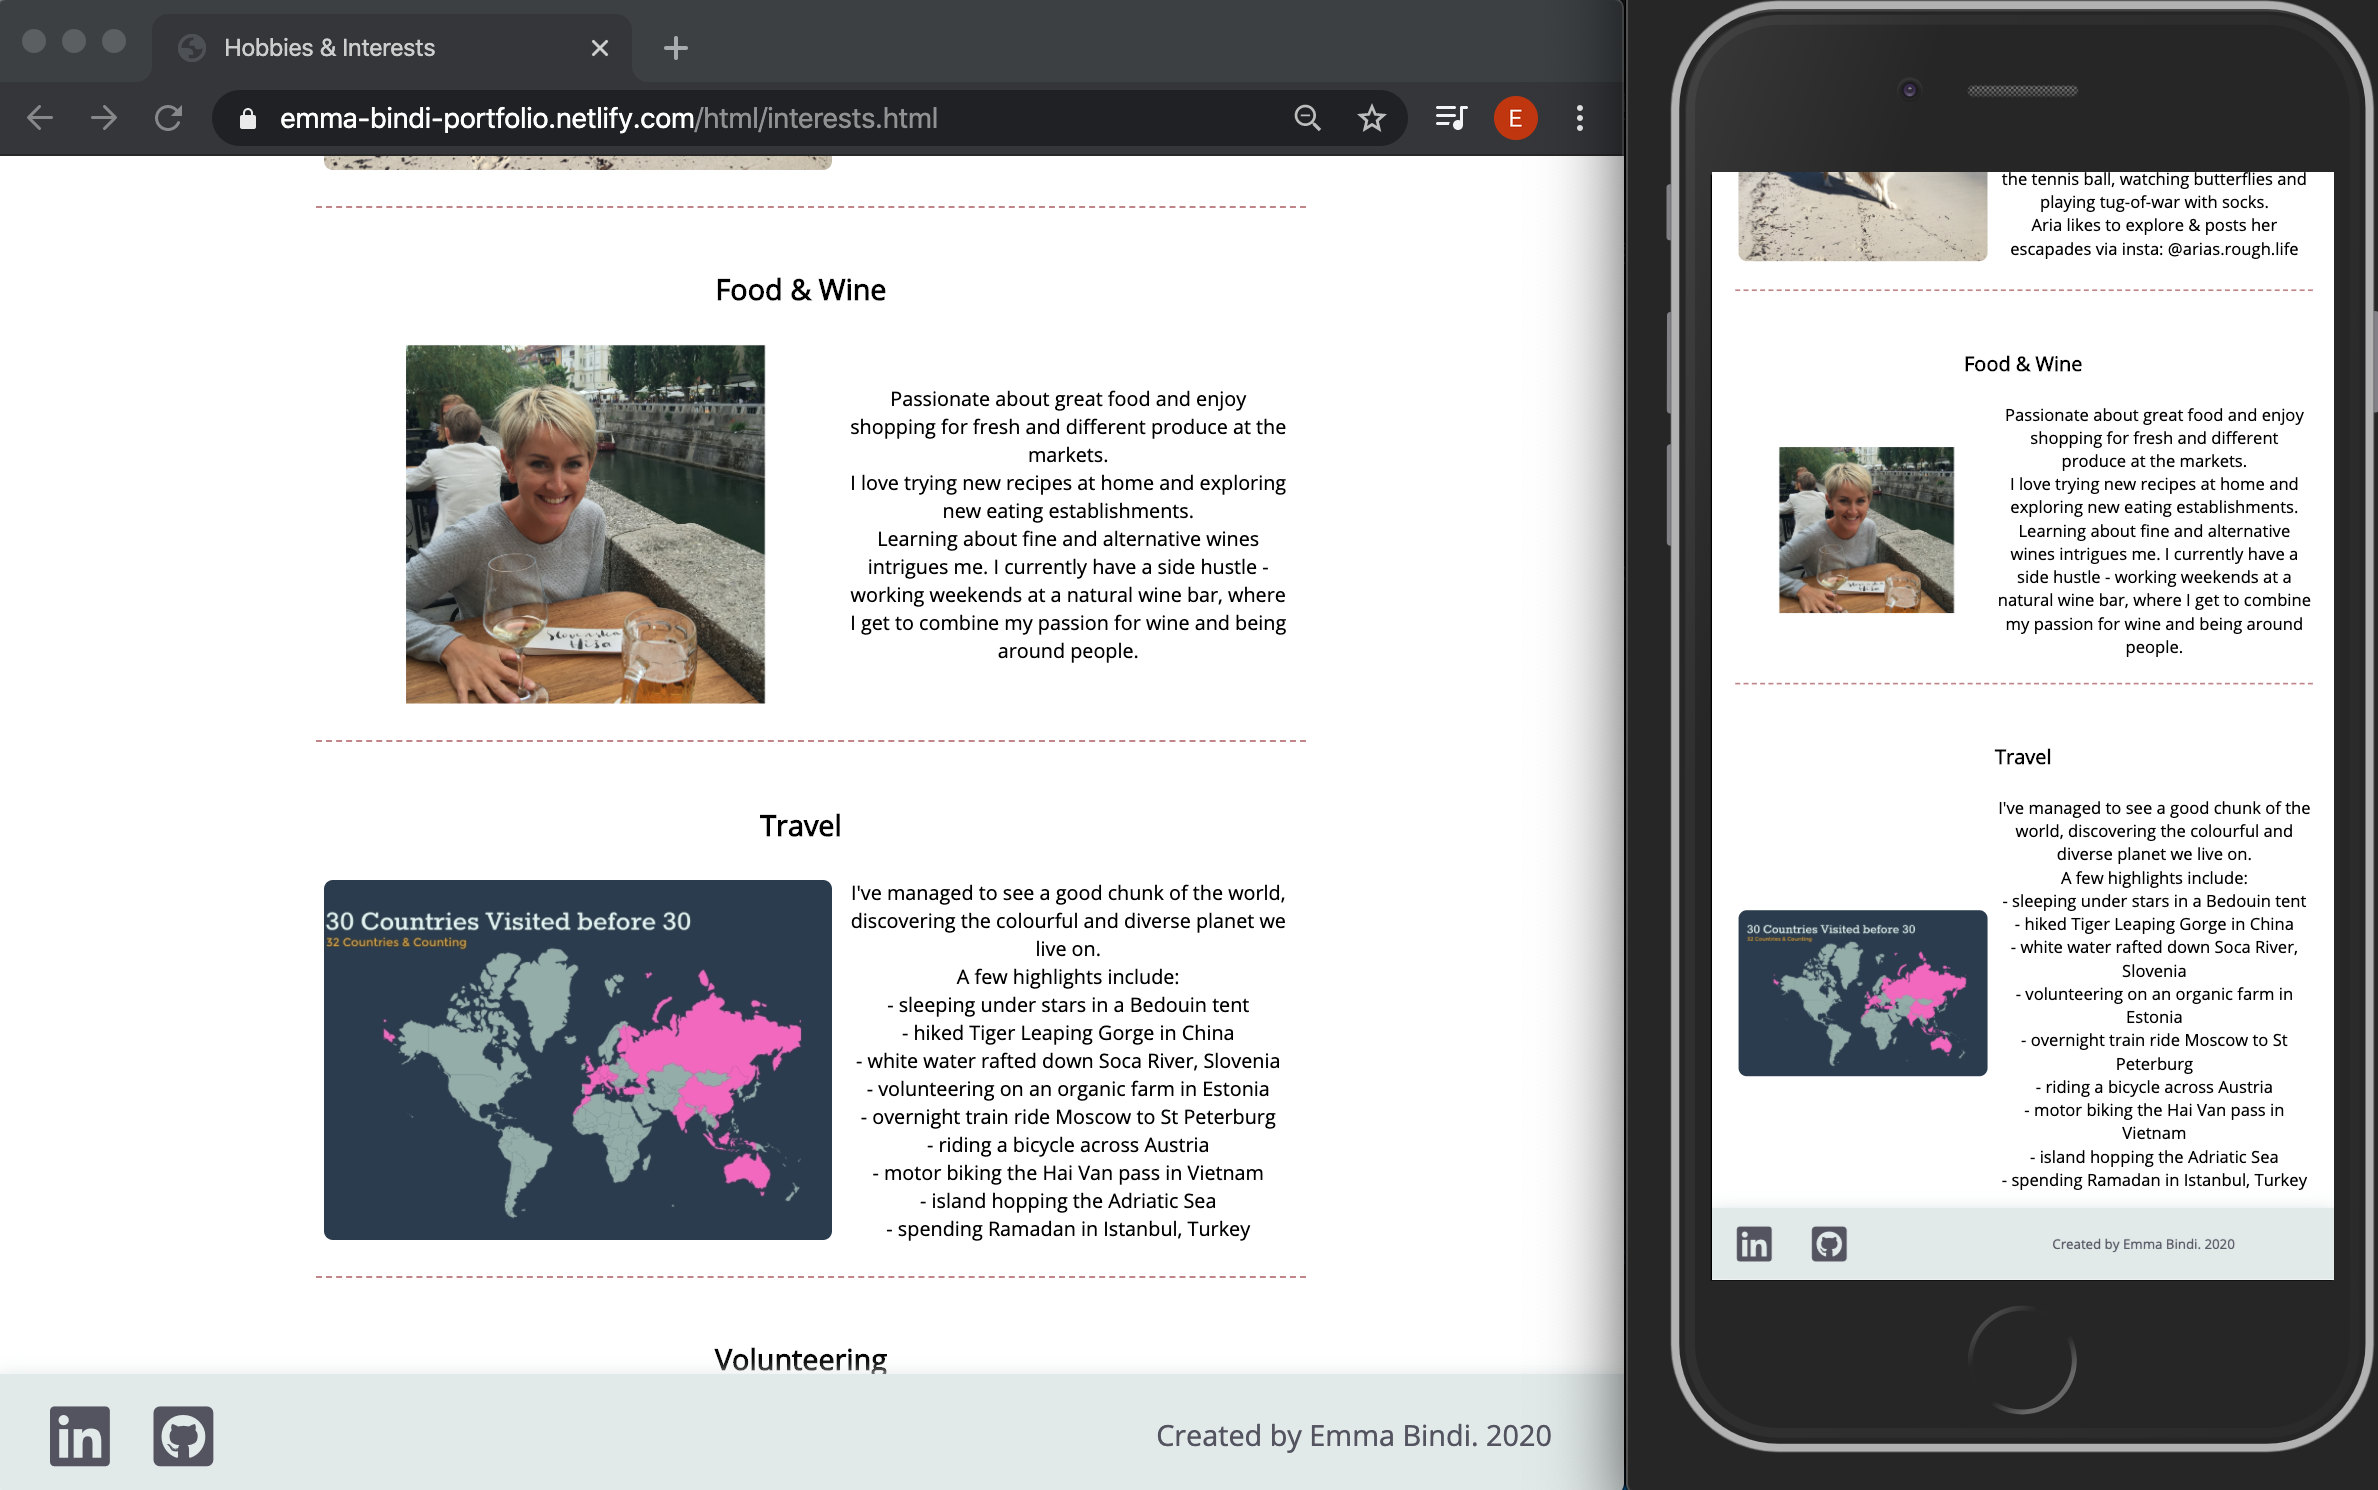 Hobbies & Interests
emma-bindi-portfolio.netlify.com/html/interests.html
E
Food & Wine
Slovenska
Hiša
Passionate about great food and enjoy
shopping for fresh and different produce at the
markets.
I love trying new recipes at home and exploring
new eating establishments.
Learning about fine and alternative wines
intrigues me. I currently have a side hustle -
working weekends at a natural wine bar, where
I get to combine my passion for wine and being
around people.
Travel
30 Countries Visited before 30
32 Countries & Counting
I've managed to see a good chunk of the world,
discovering the colourful and diverse planet we
live on.
A few highlights include:
- sleeping under stars in a Bedouin tent
- hiked Tiger Leaping Gorge in China
- white water rafted down Soca River, Slovenia
- volunteering on an organic farm in Estonia
- overnight train ride Moscow to St Peterburg
- riding a bicycle across Austria
- motor biking the Hai Van pass in Vietnam
- island hopping the Adriatic Sea
- spending Ramadan in Istanbul, Turkey
Volunteering
in
Created by Emma Bindi. 2020
the tennis ball, watching butterflies and
playing tug-of-war with socks.
Aria likes to explore & posts her
escapades via insta: @arias.rough.life
Food & Wine
Passionate about great food and enjoy
shopping for fresh and different
produce at the markets.
I love trying new recipes at home and
exploring new eating establishments.
Learning about fine and alternative
wines intrigues me. I currently have a
side hustle - working weekends at a
natural wine bar, where I get to combine
my passion for wine and being around
people.
Travel
30 Countries Visited before 30
32 Countries & Counting
I've managed to see a good chunk of the
world, discovering the colourful and
diverse planet we live on.
A few highlights include:
- sleeping under stars in a Bedouin tent
- hiked Tiger Leaping Gorge in China
- white water rafted down Soca River,
Slovenia
- volunteering on an organic farm in
Estonia
- overnight train ride Moscow to St
Peterburg
- riding a bicycle across Austria
- motor biking the Hai Van pass in
Vietnam
- island hopping the Adriatic Sea
- spending Ramadan in Istanbul, Turkey
in
Created by Emma Bindi. 2020